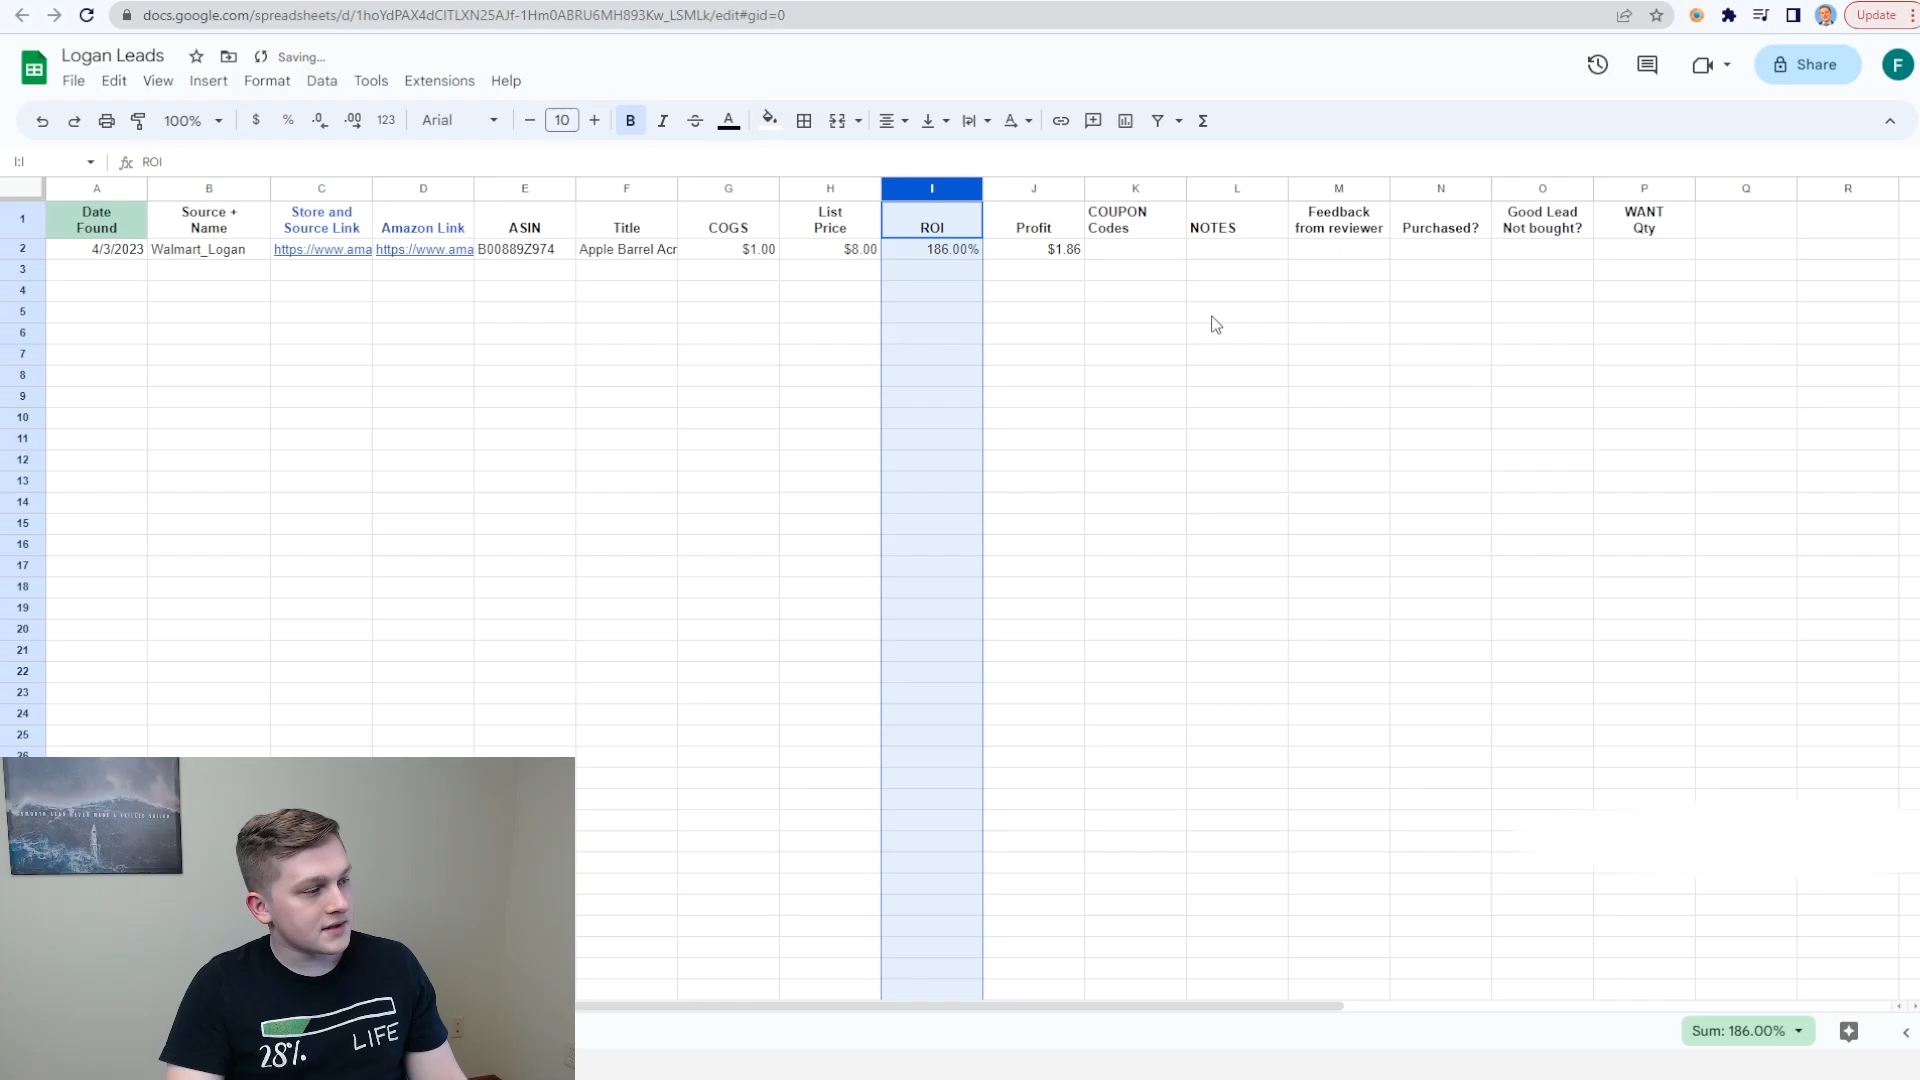 docs.google.com/spreadsheets/d/1hoYdPAX4dCITLXN25AJf-1Hm0ABRU6MH893Kw_LSMLk/edit#gid=0
Update
Logan Leads
Saving...
File Edit View Insert Format Data Tools Extensions Help
Share
F
100% $ % .0 .00 123 Arial 10 B I A Σ
I:I fx ROI
A B C D E F G H I J K L M N O P Q R
1 Date Found Source + Name Store and Source Link Amazon Link ASIN Title COGS List Price ROI Profit COUPON Codes NOTES Feedback from reviewer Purchased? Good Lead Not bought? WANT Qty
2 4/3/2023 Walmart_Logan https://www.ama https://www.ama B00889Z974 Apple Barrel Acr $1.00 $8.00 186.00% $1.86
3
4
5
6
7
8
9
10
11
12
13
14
15
16
17
18
19
20
21
22
23
24
25
26
28% LIFE
Sum: 186.00%